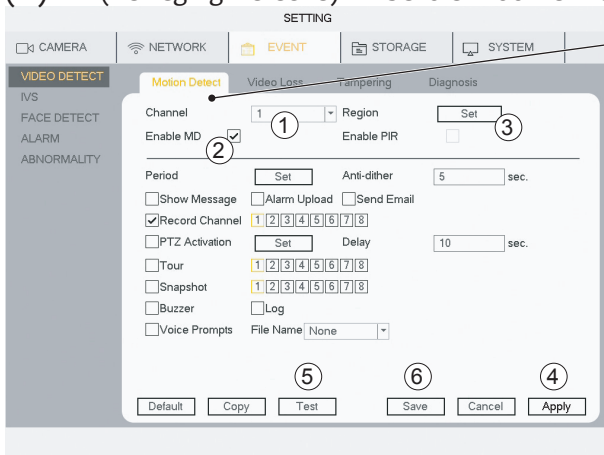 SETTING
CAMERA NETWORK EVENT STORAGE SYSTEM
VIDEO DETECT Motion Detect Video Loss Tampering Diagnosis
IVS
FACE DETECT Channel 1 ① Region Set ③
ALARM Enable MD ② Enable PIR
ABNORMALITY
Period Set Anti-dither 5 sec.
Show Message Alarm Upload Send Email
Record Channel 1 2 3 4 5 6 7 8
PTZ Activation Set Delay 10 sec.
Tour 1 2 3 4 5 6 7 8
Snapshot 1 2 3 4 5 6 7 8
Buzzer Log
Voice Prompts File Name None
⑤ ⑥ ④
Default Copy Test Save Cancel Apply